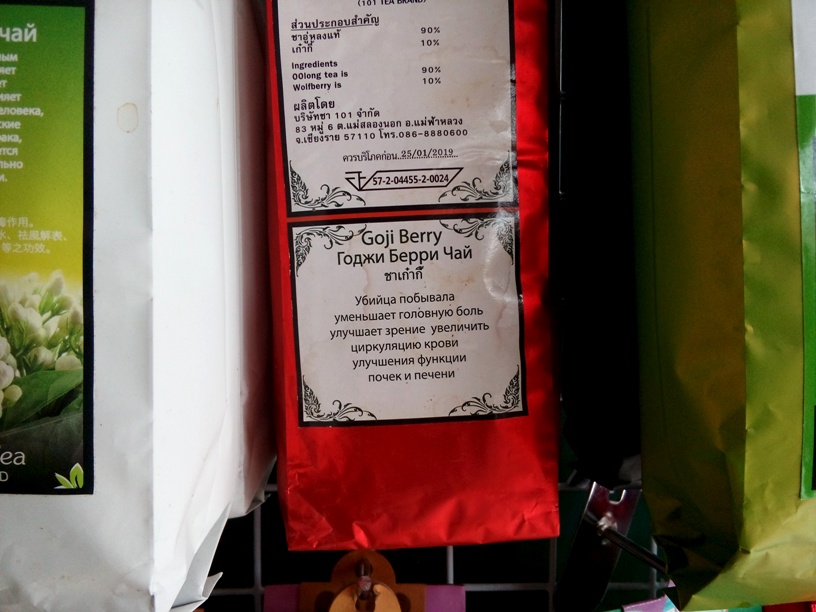 (101 TEA BRAND)
ส่วนประกอบสำคัญ
ชาอู่หลงแท้ 90%
เก๋ากี้ 10%
Ingredients
OOlong tea is 90%
Wolfberry is 10%
ผลิตโดย
บริษัทชา 101 จำกัด
83 หมู่ 6 ต.แม่สลองนอก อ.แม่ฟ้าหลวง
จ.เชียงราย 57110 โทร.086-8880600
ควรบริโภคก่อน 25/01/2019
57-2-04455-2-0024
Goji Berry
Годжи Берри Чай
ชาเก๋ากี้
Убийца побывала
уменьшает головную боль
улучшает зрение увеличить
циркуляцию крови
улучшения функции
почек и печени
чай